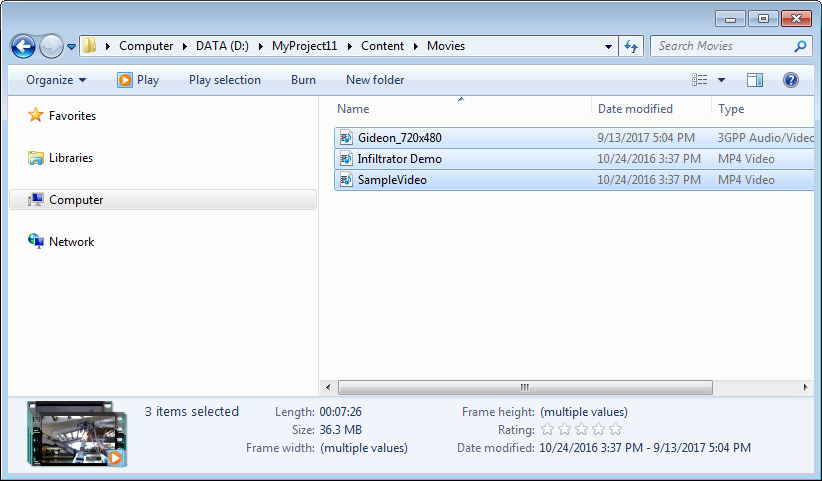 Computer ▸ DATA (D:) ▸ MyProject11 ▸ Content ▸ Movies
Search Movies
Organize Play Play selection Burn New folder
Favorites
Libraries
Computer
Network
Name Date modified Type
Gideon_720x480 9/13/2017 5:04 PM 3GPP Audio/Video
Infiltrator Demo 10/24/2016 3:37 PM MP4 Video
SampleVideo 10/24/2016 3:37 PM MP4 Video
3 items selected Length: 00:07:26 Frame height: (multiple values)
Size: 36.3 MB Rating:
Frame width: (multiple values) Date modified: 10/24/2016 3:37 PM - 9/13/2017 5:04 PM